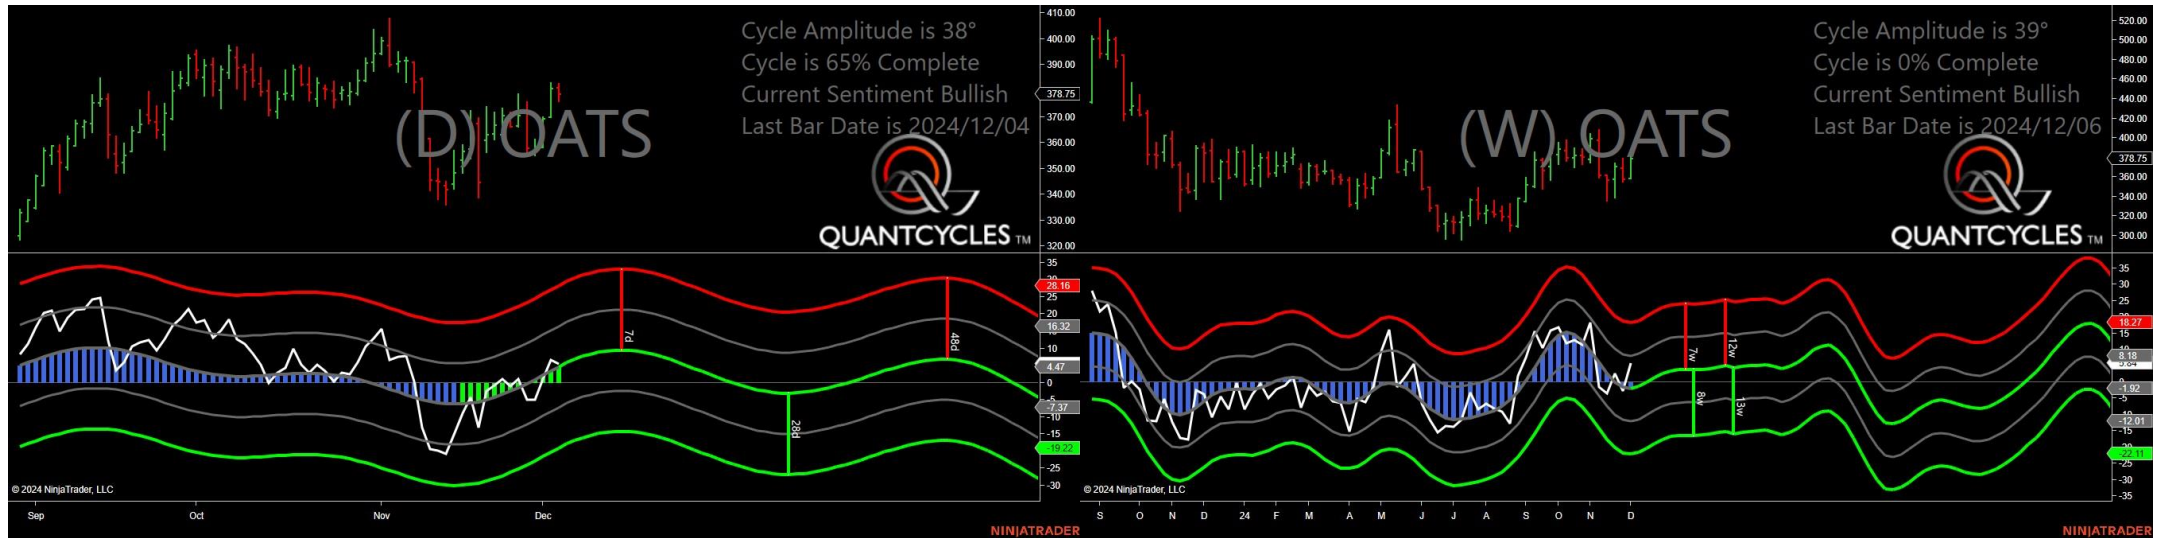 Cycle Amplitude is 38°
Cycle is 65% Complete
Current Sentiment Bullish
Last Bar Date is 2024/12/04
(D) OATS
QUANTCYCLES TM
410.00
400.00
390.00
378.75
370.00
360.00
350.00
340.00
330.00
320.00
35
28.16
25
20
16.32
10
4.47
0
-5
-7.37
-15
-19.22
-25
-30
7d
28d
48d
© 2024 NinjaTrader, LLC
Sep Oct Nov Dec
NINJATRADER
Cycle Amplitude is 39°
Cycle is 0% Complete
Current Sentiment Bullish
Last Bar Date is 2024/12/06
(W) OATS
QUANTCYCLES TM
520.00
500.00
480.00
460.00
440.00
420.00
400.00
378.75
360.00
340.00
320.00
300.00
35
30
25
18.27
8.18
-1.92
-12.01
-15
-22.11
-25
-30
-35
7w
8w
12w
13w
© 2024 NinjaTrader, LLC
S O N D 24 F M A M J J A S O N D
NINJATRADER